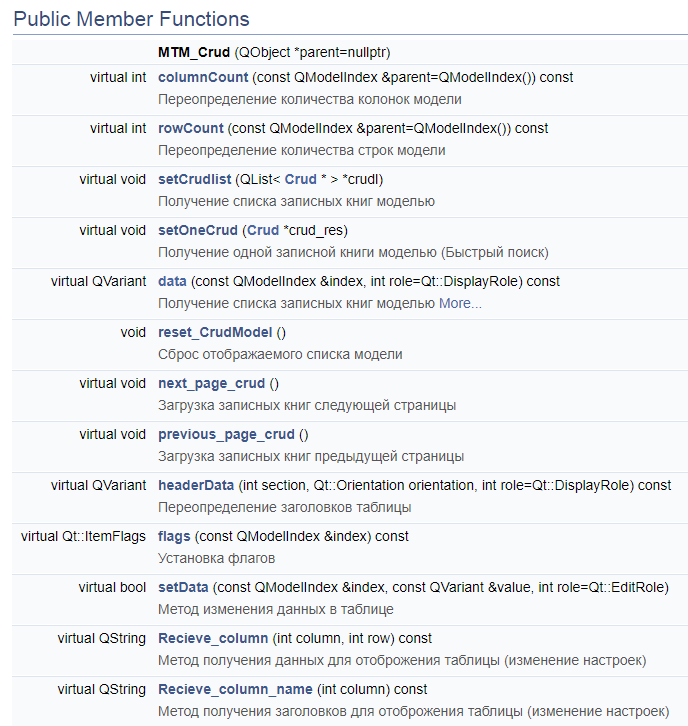 Public Member Functions
MTM_Crud (QObject *parent=nullptr)
virtual int columnCount (const QModelIndex &parent=QModelIndex()) const
Переопределение количества колонок модели
virtual int rowCount (const QModelIndex &parent=QModelIndex()) const
Переопределение количества строк модели
virtual void setCrudlist (QList< Crud * > *crudl)
Получение списка записных книг моделью
virtual void setOneCrud (Crud *crud_res)
Получение одной записной книги моделью (Быстрый поиск)
virtual QVariant data (const QModelIndex &index, int role=Qt::DisplayRole) const
Получение списка записных книг моделью More...
void reset_CrudModel ()
Сброс отображаемого списка модели
virtual void next_page_crud ()
Загрузка записных книг следующей страницы
virtual void previous_page_crud ()
Загрузка записных книг предыдущей страницы
virtual QVariant headerData (int section, Qt::Orientation orientation, int role=Qt::DisplayRole) const
Переопределение заголовков таблицы
virtual Qt::ItemFlags flags (const QModelIndex &index) const
Установка флагов
virtual bool setData (const QModelIndex &index, const QVariant &value, int role=Qt::EditRole)
Метод изменения данных в таблице
virtual QString Recieve_column (int column, int row) const
Метод получения данных для отоброжения таблицы (изменение настроек)
virtual QString Recieve_column_name (int column) const
Метод получения заголовков для отоброжения таблицы (изменение настроек)